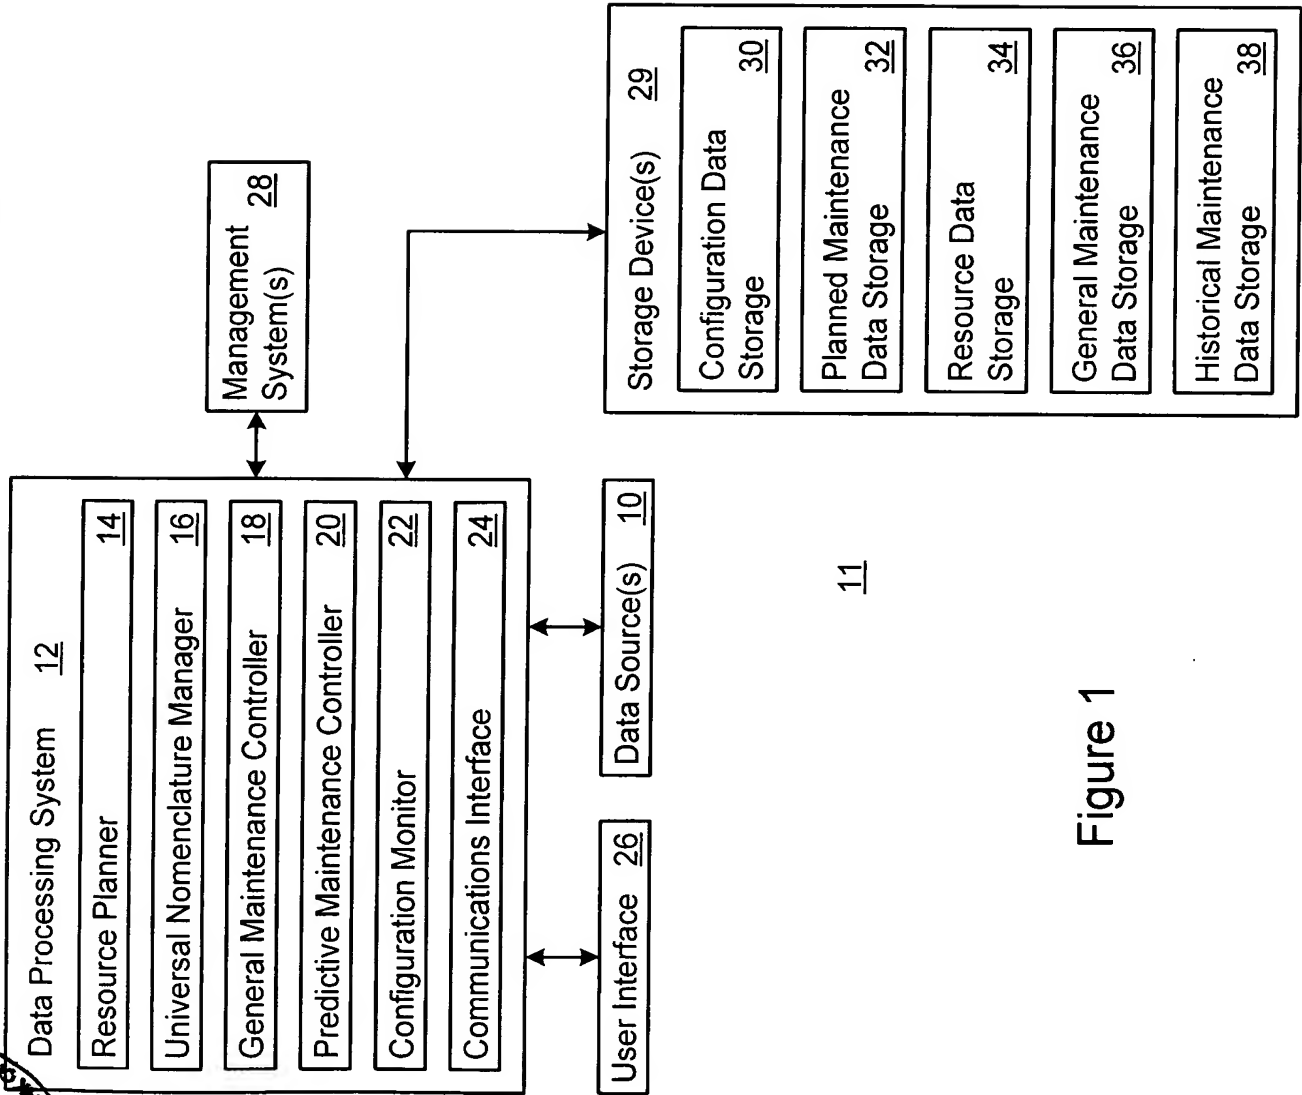 Data Processing System 12
Resource Planner 14
Universal Nomenclature Manager 16
General Maintenance Controller 18
Predictive Maintenance Controller 20
Configuration Monitor 22
Communications Interface 24
User Interface 26
Data Source(s) 10
Management
System(s) 28
Storage Device(s) 29
Configuration Data
Storage 30
Planned Maintenance
Data Storage 32
Resource Data
Storage 34
General Maintenance
Data Storage 36
Historical Maintenance
Data Storage 38
11
Figure 1